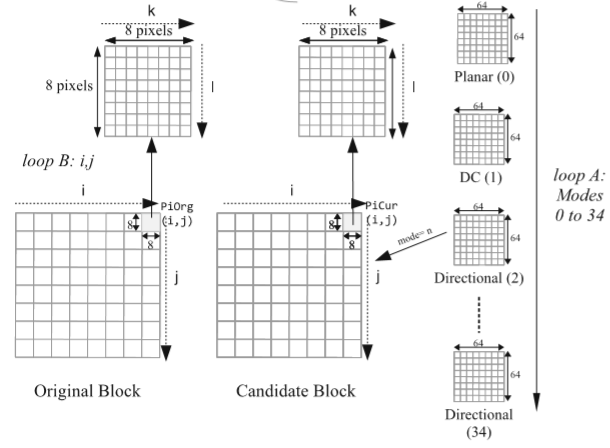 k
8 pixels
8 pixels
l
k
8 pixels
l
loop B: i,j
i
PiOrg
(i,j)
8
8
j
Original Block
i
PiCur
(i,j)
8
8
j
Candidate Block
mode= n
64
64
Planar (0)
64
64
DC (1)
64
64
Directional (2)
64
64
Directional
(34)
loop A:
Modes
0 to 34